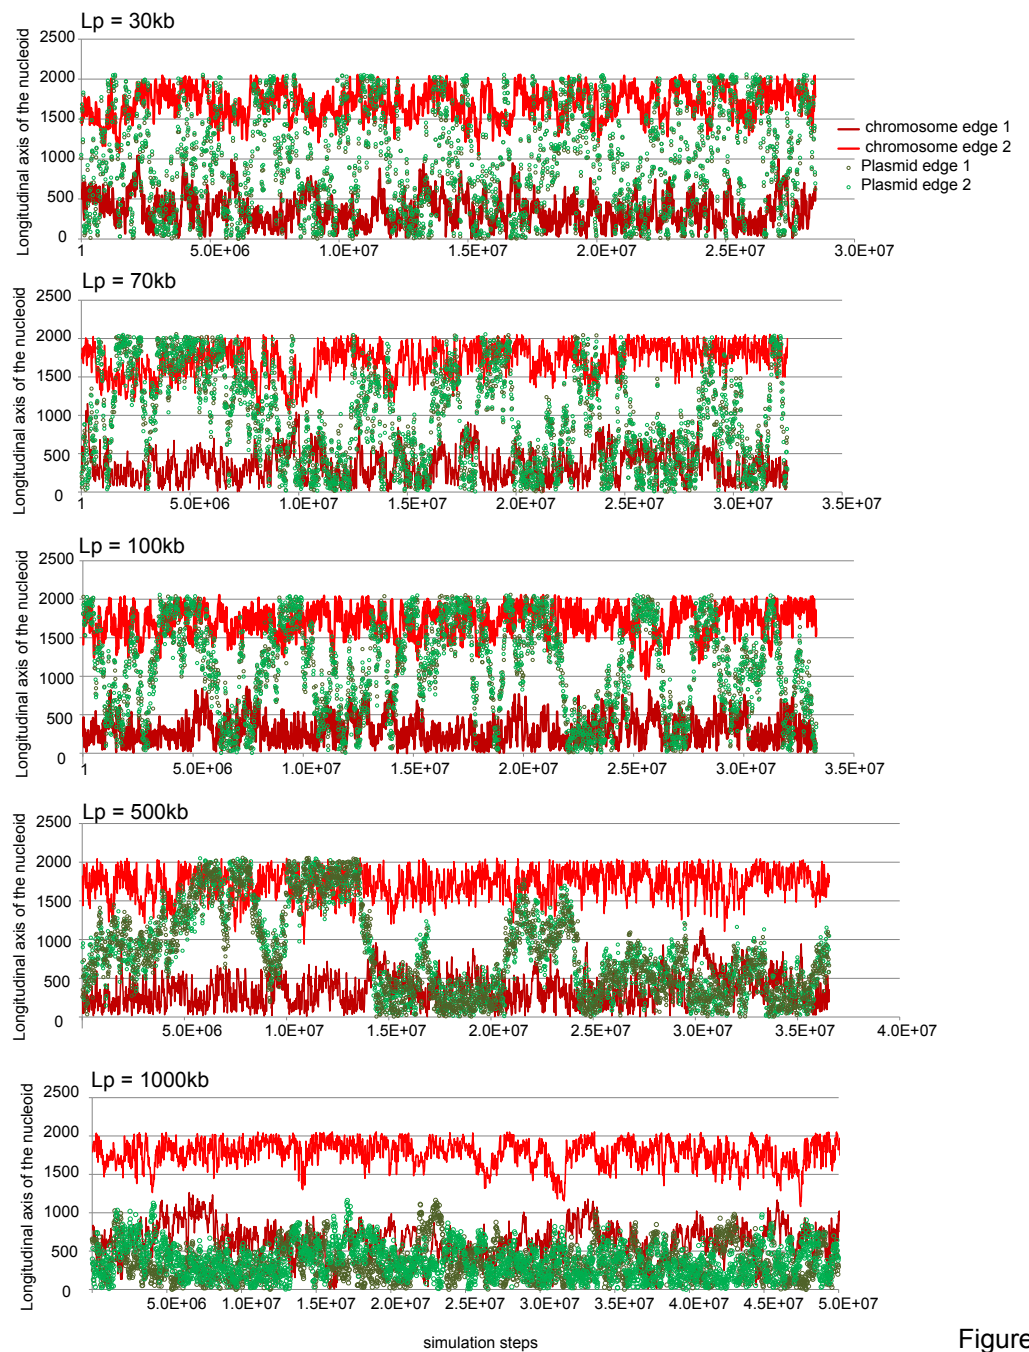 Lp = 30kb
Longitudinal axis of the nucleoid
2500
2000
1500
1000
500
0
1 5.0E+06 1.0E+07 1.5E+07 2.0E+07 2.5E+07 3.0E+07
chromosome edge 1
chromosome edge 2
Plasmid edge 1
Plasmid edge 2
Lp = 70kb
Longitudinal axis of the nucleoid
2500
2000
1500
1000
500
0
1 5.0E+06 1.0E+07 1.5E+07 2.0E+07 2.5E+07 3.0E+07 3.5E+07
Lp = 100kb
Longitudinal axis of the nucleoid
2500
2000
1500
1000
500
0
1 5.0E+06 1.0E+07 1.5E+07 2.0E+07 2.5E+07 3.0E+07 3.5E+07
Lp = 500kb
Longitudinal axis of the nucleoid
2500
2000
1500
1000
500
0
5.0E+06 1.0E+07 1.5E+07 2.0E+07 2.5E+07 3.0E+07 3.5E+07 4.0E+07
Lp = 1000kb
Longitudinal axis of the nucleoid
2500
2000
1500
1000
500
0
5.0E+06 1.0E+07 1.5E+07 2.0E+07 2.5E+07 3.0E+07 3.5E+07 4.0E+07 4.5E+07 5.0E+07
simulation steps
Figure